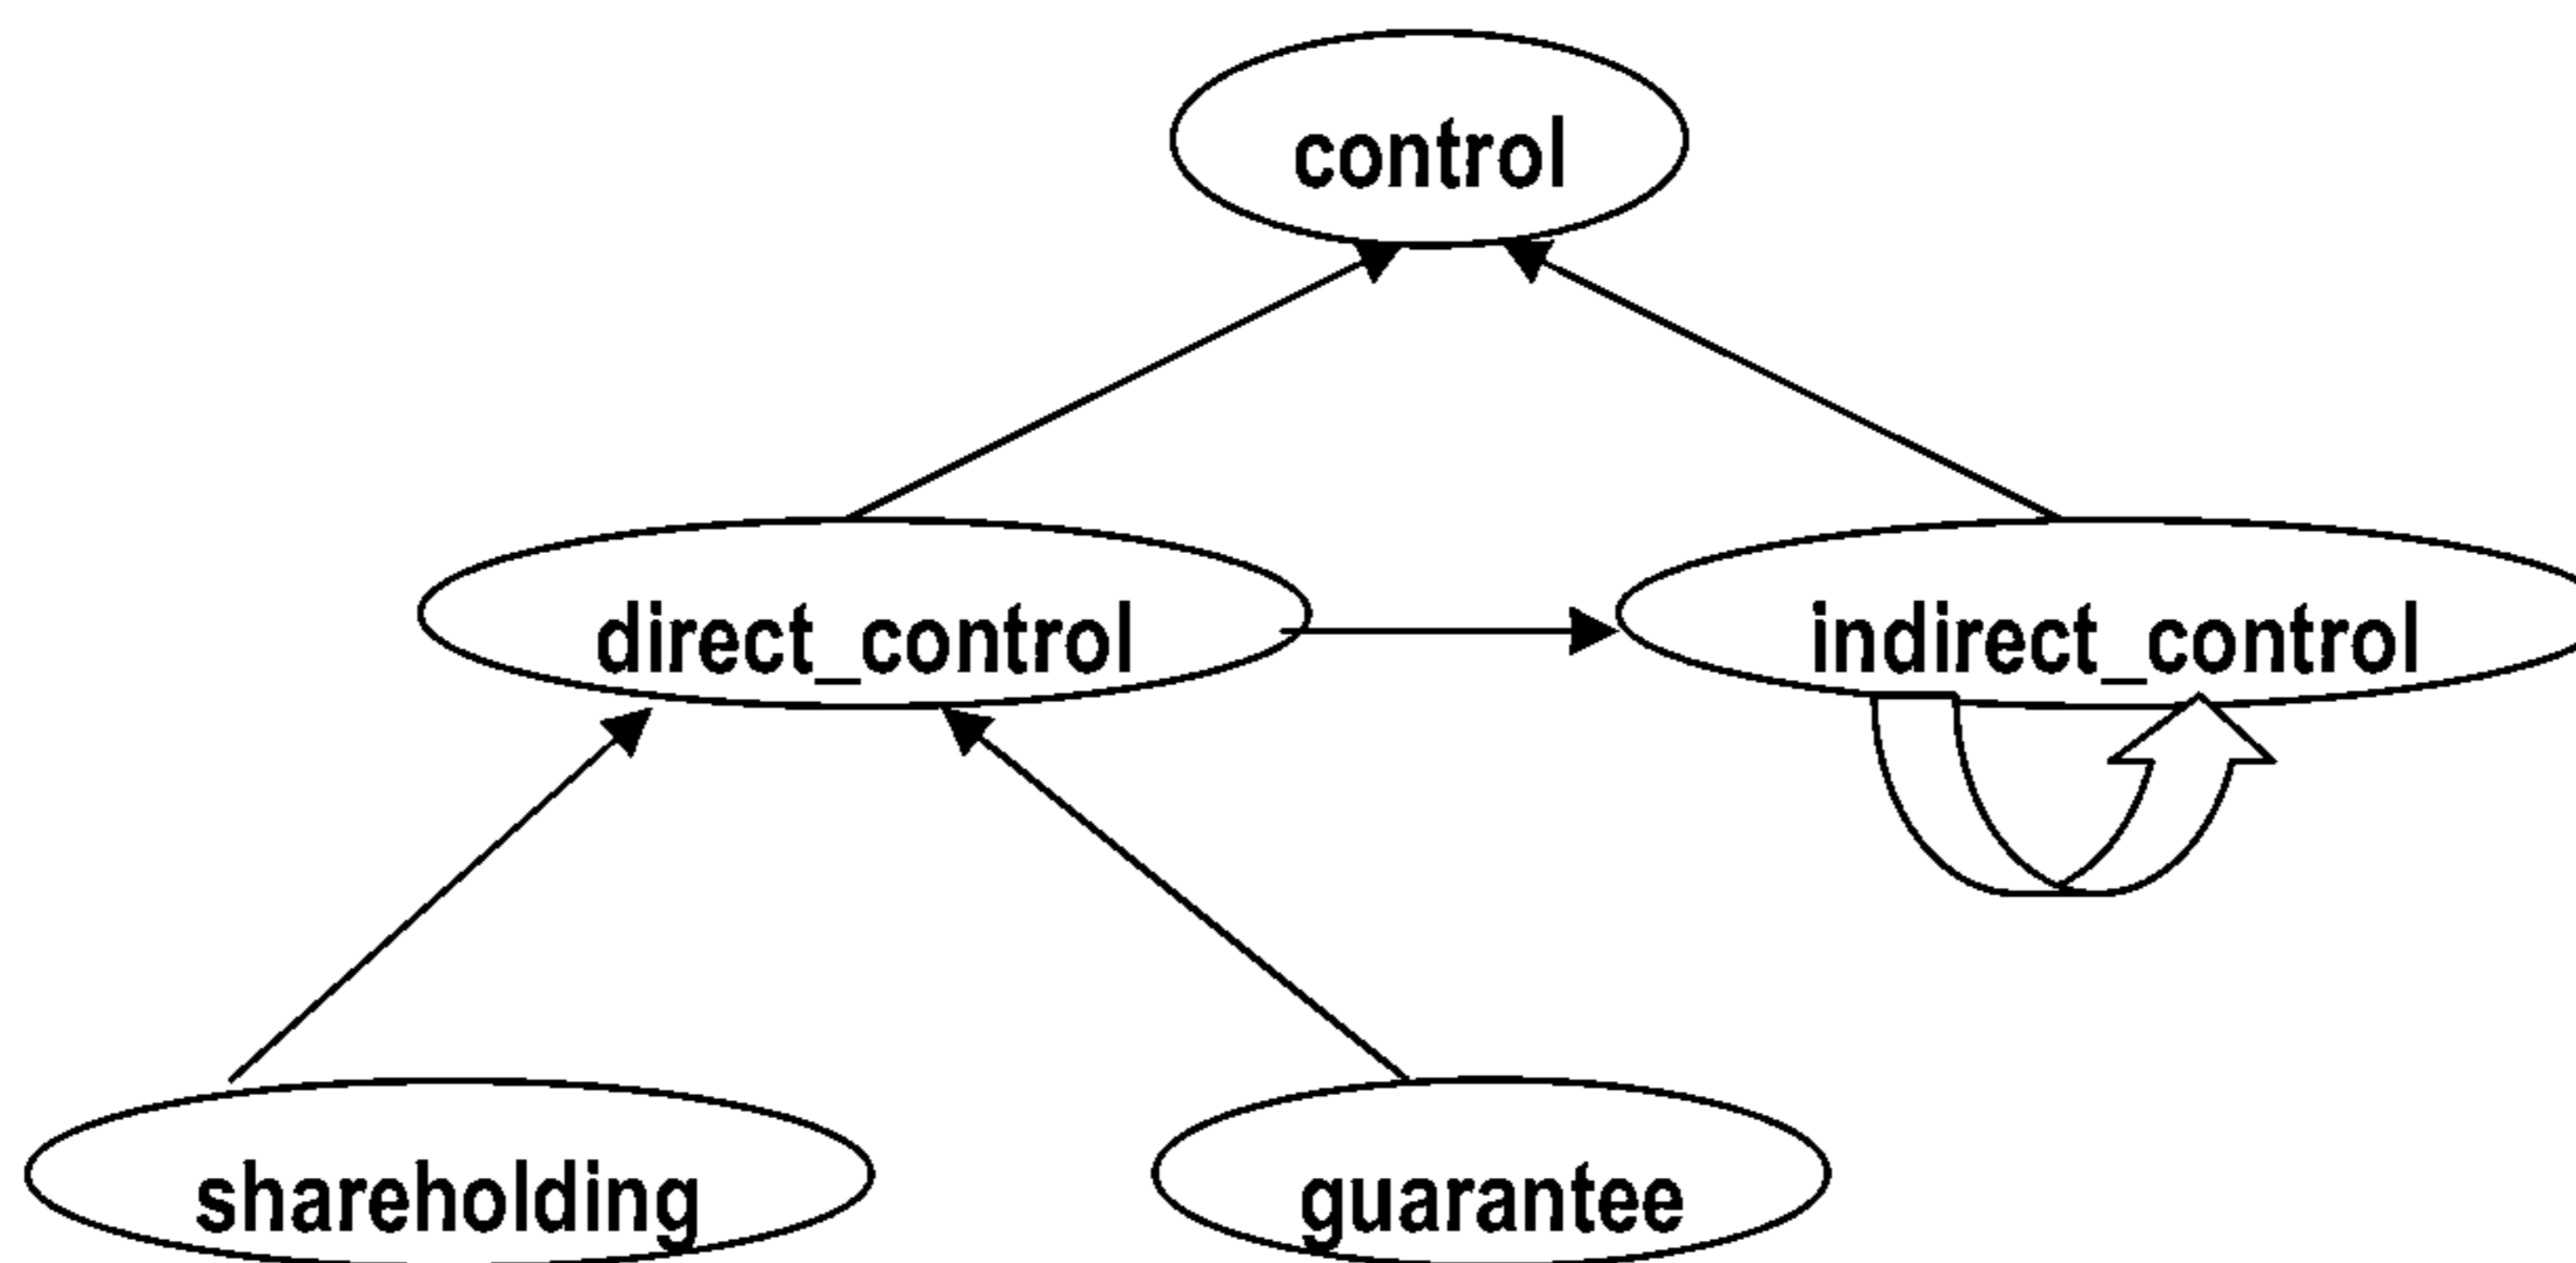 control
direct_control
indirect_control
shareholding
guarantee